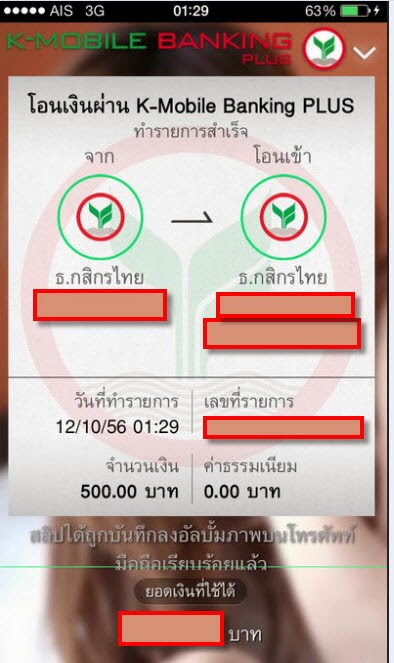 AIS 3G 01:29 63%
K-MOBILE BANKING
PLUS
โอนเงินผ่าน K-Mobile Banking PLUS
ทำรายการสำเร็จ
จาก โอนเข้า
ธ.กสิกรไทย ธ.กสิกรไทย
วันที่ทำรายการ เลขที่รายการ
12/10/56 01:29
จำนวนเงิน ค่าธรรมเนียม
500.00 บาท 0.00 บาท
สลิปได้ถูกบันทึกลงอัลบั้มภาพบนโทรศัพท์
มือถือเรียบร้อยแล้ว
ยอดเงินที่ใช้ได้
บาท